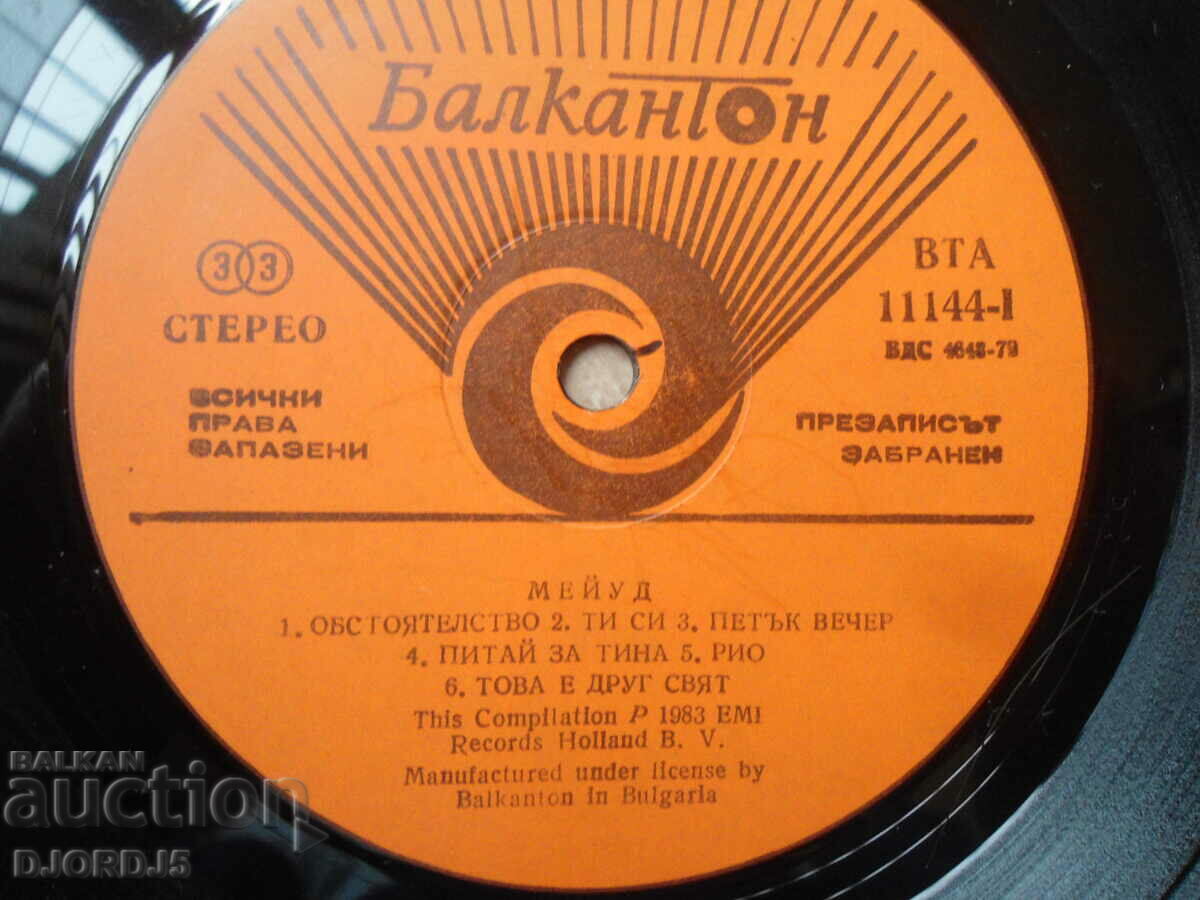 Балкантон
33
СТЕРЕО
ВТА
11144-I
БДС 4648-79
ВСИЧКИ
ПРАВА
ЗАПАЗЕНИ
ПРЕЗАПИСЪТ
ЗАБРАНЕН
МЕЙУД
1. ОБСТОЯТЕЛСТВО 2. ТИ СИ 3. ПЕТЪК ВЕЧЕР
4. ПИТАЙ ЗА ТИНА 5. РИО
6. ТОВА Е ДРУГ СВЯТ
This Compilation P 1983 EMI
Records Holland B. V.
Manufactured under license by
Balkanton in Bulgaria
BALKAN
auction
DJORDJ5